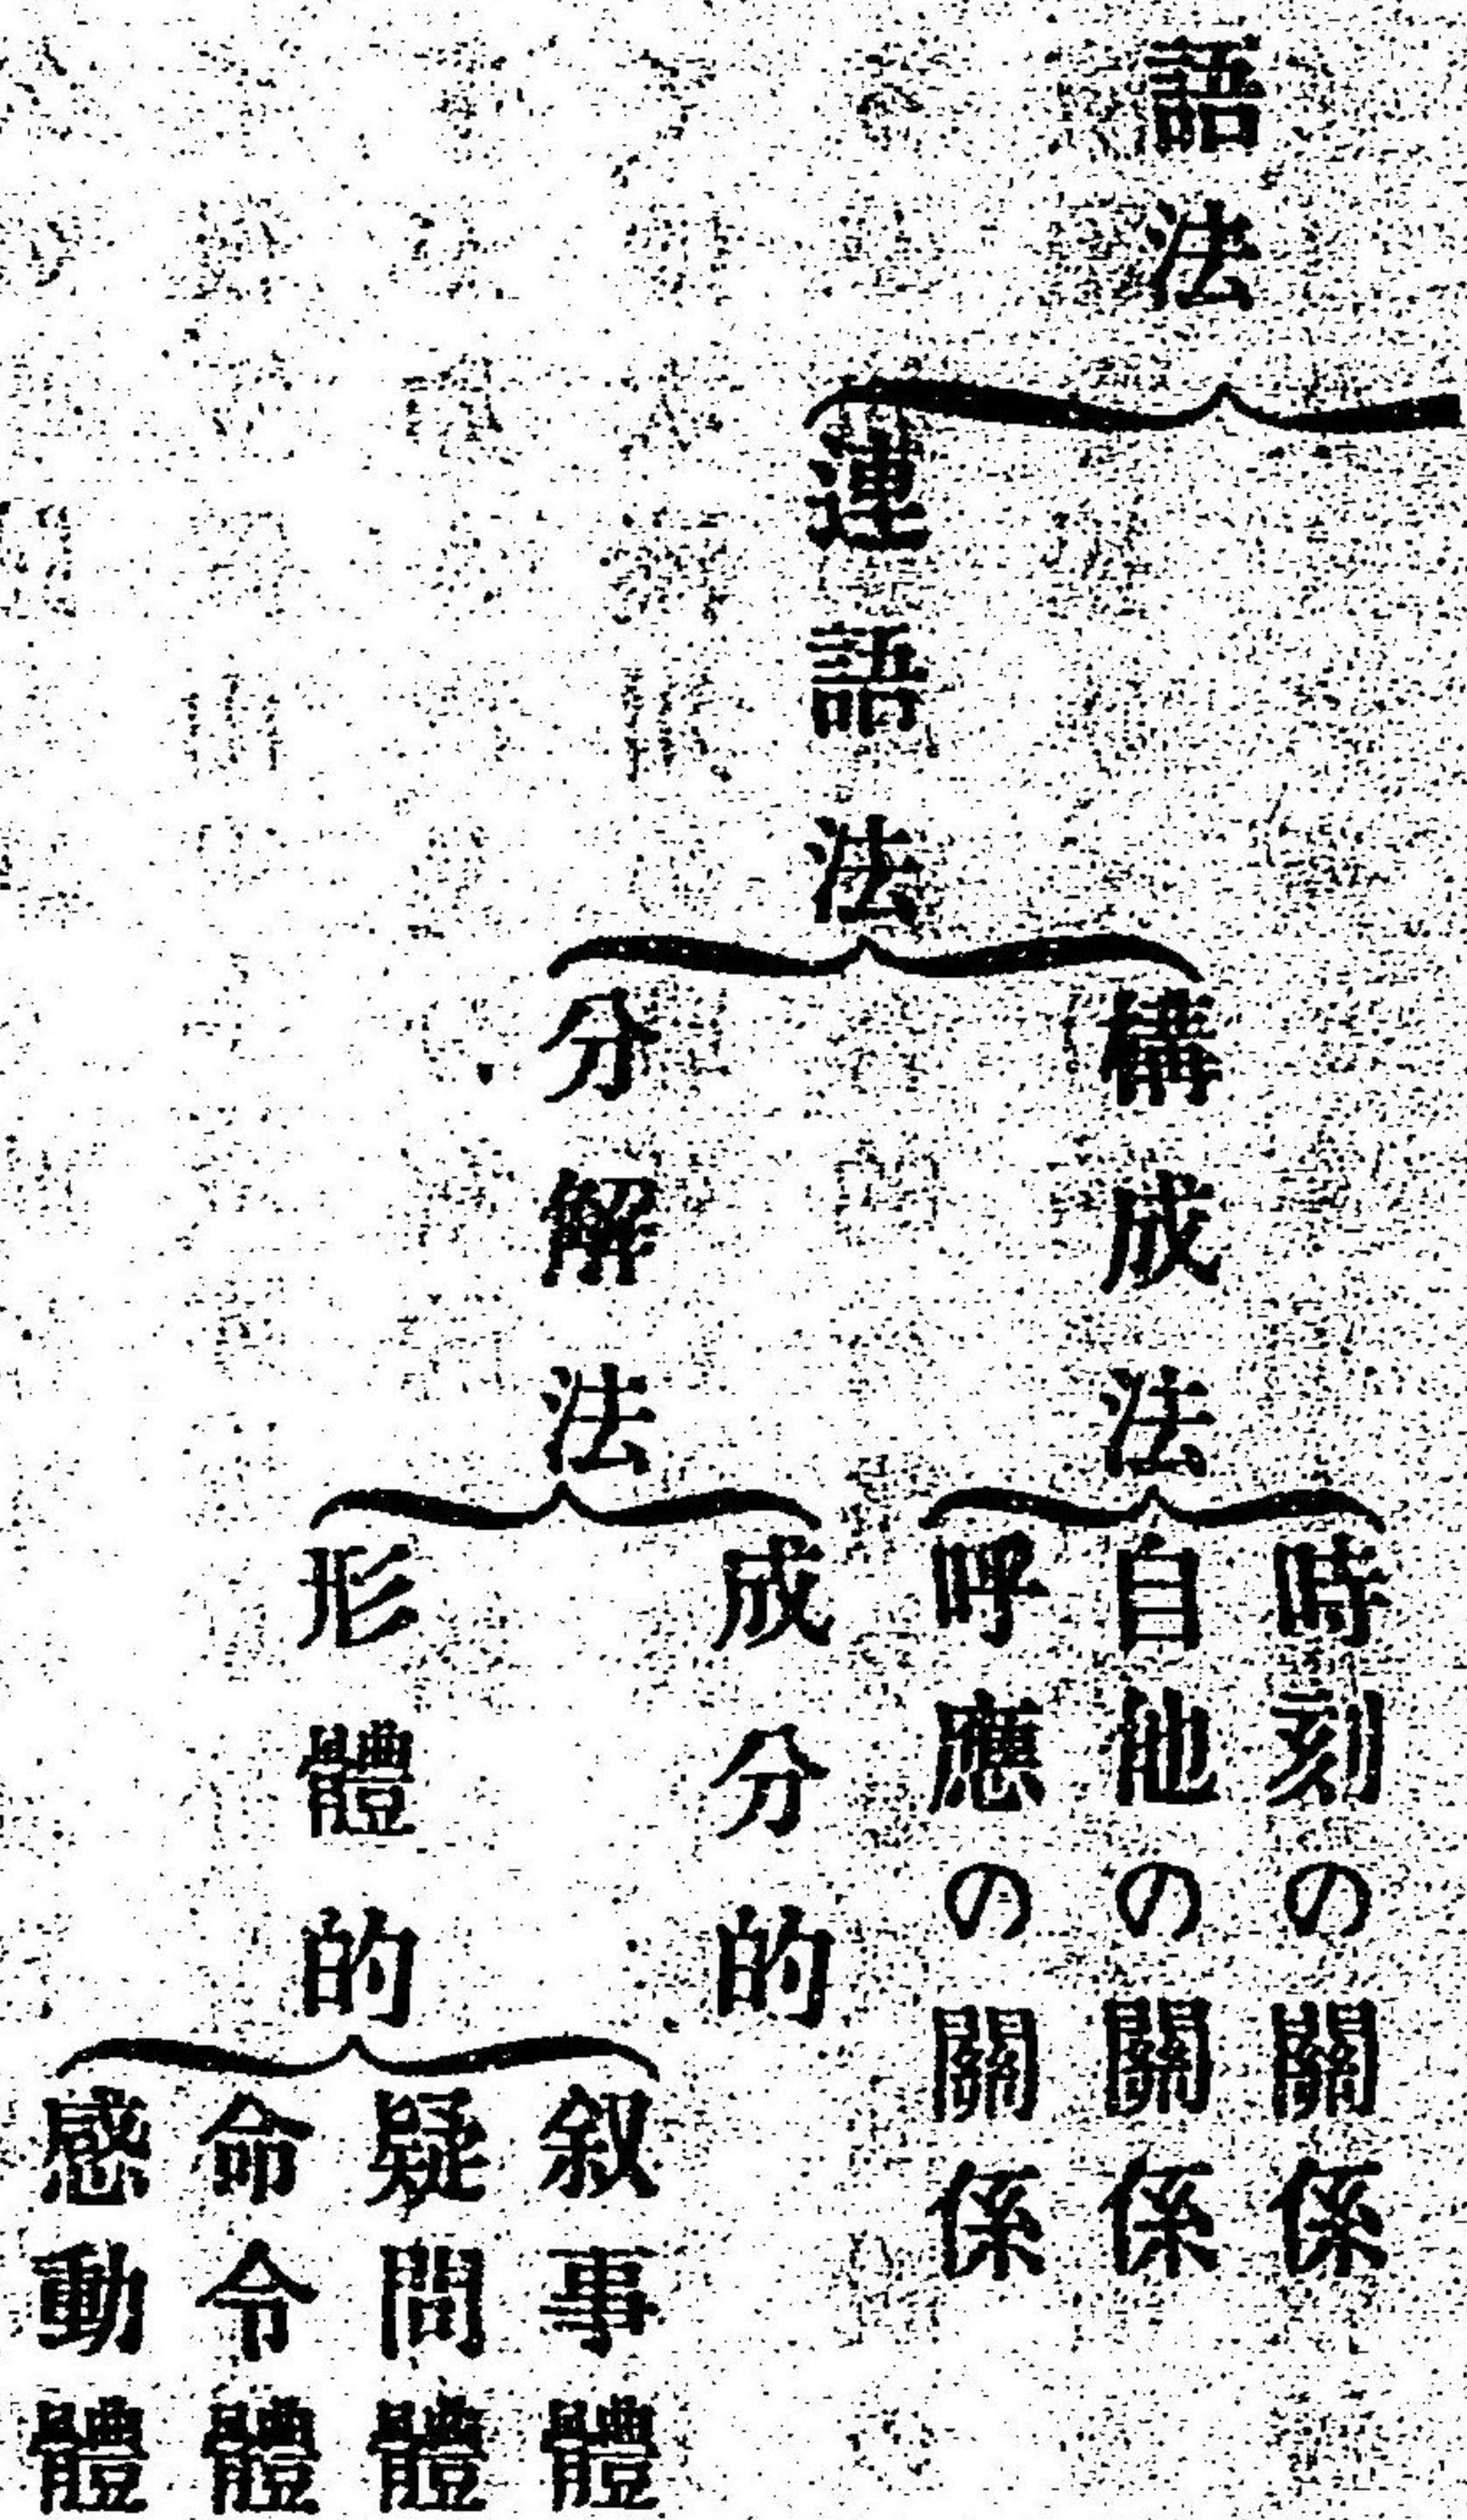 語法
連語法
構成法
時刻の關係
自他の關係
呼應の關係
分解法
成分的
形體的
叙事體
疑問體
命令體
感動體